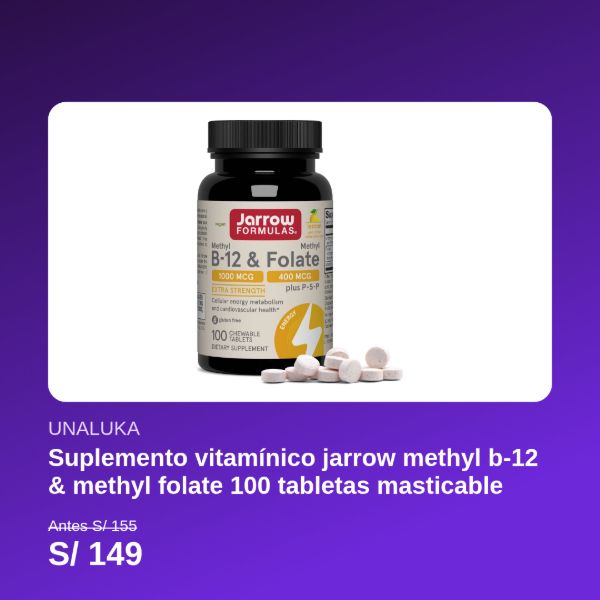 Jarrow
FORMULAS®
vegan
Methyl Methyl
B-12 & Folate
1000 MCG 400 MCG
EXTRA STRENGTH plus P-5-P
Cellular energy metabolism
and cardiovascular health*
gluten free
ENERGY
100 CHEWABLE
TABLETS
DIETARY SUPPLEMENT
UNALUKA
Suplemento vitamínico jarrow methyl b-12
& methyl folate 100 tabletas masticable
Antes S/ 155
S/ 149